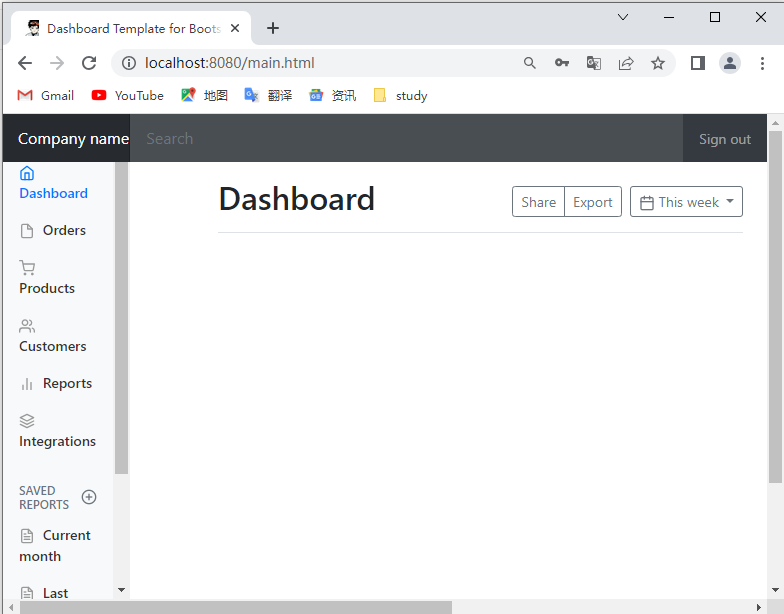 Dashboard Template for Boots
localhost:8080/main.html
Gmail
YouTube
地图
翻译
资讯
study
Company name
Search
Sign out
Dashboard
Orders
Products
Customers
Reports
Integrations
SAVED
REPORTS
Current
month
Last
Dashboard
Share
Export
This week